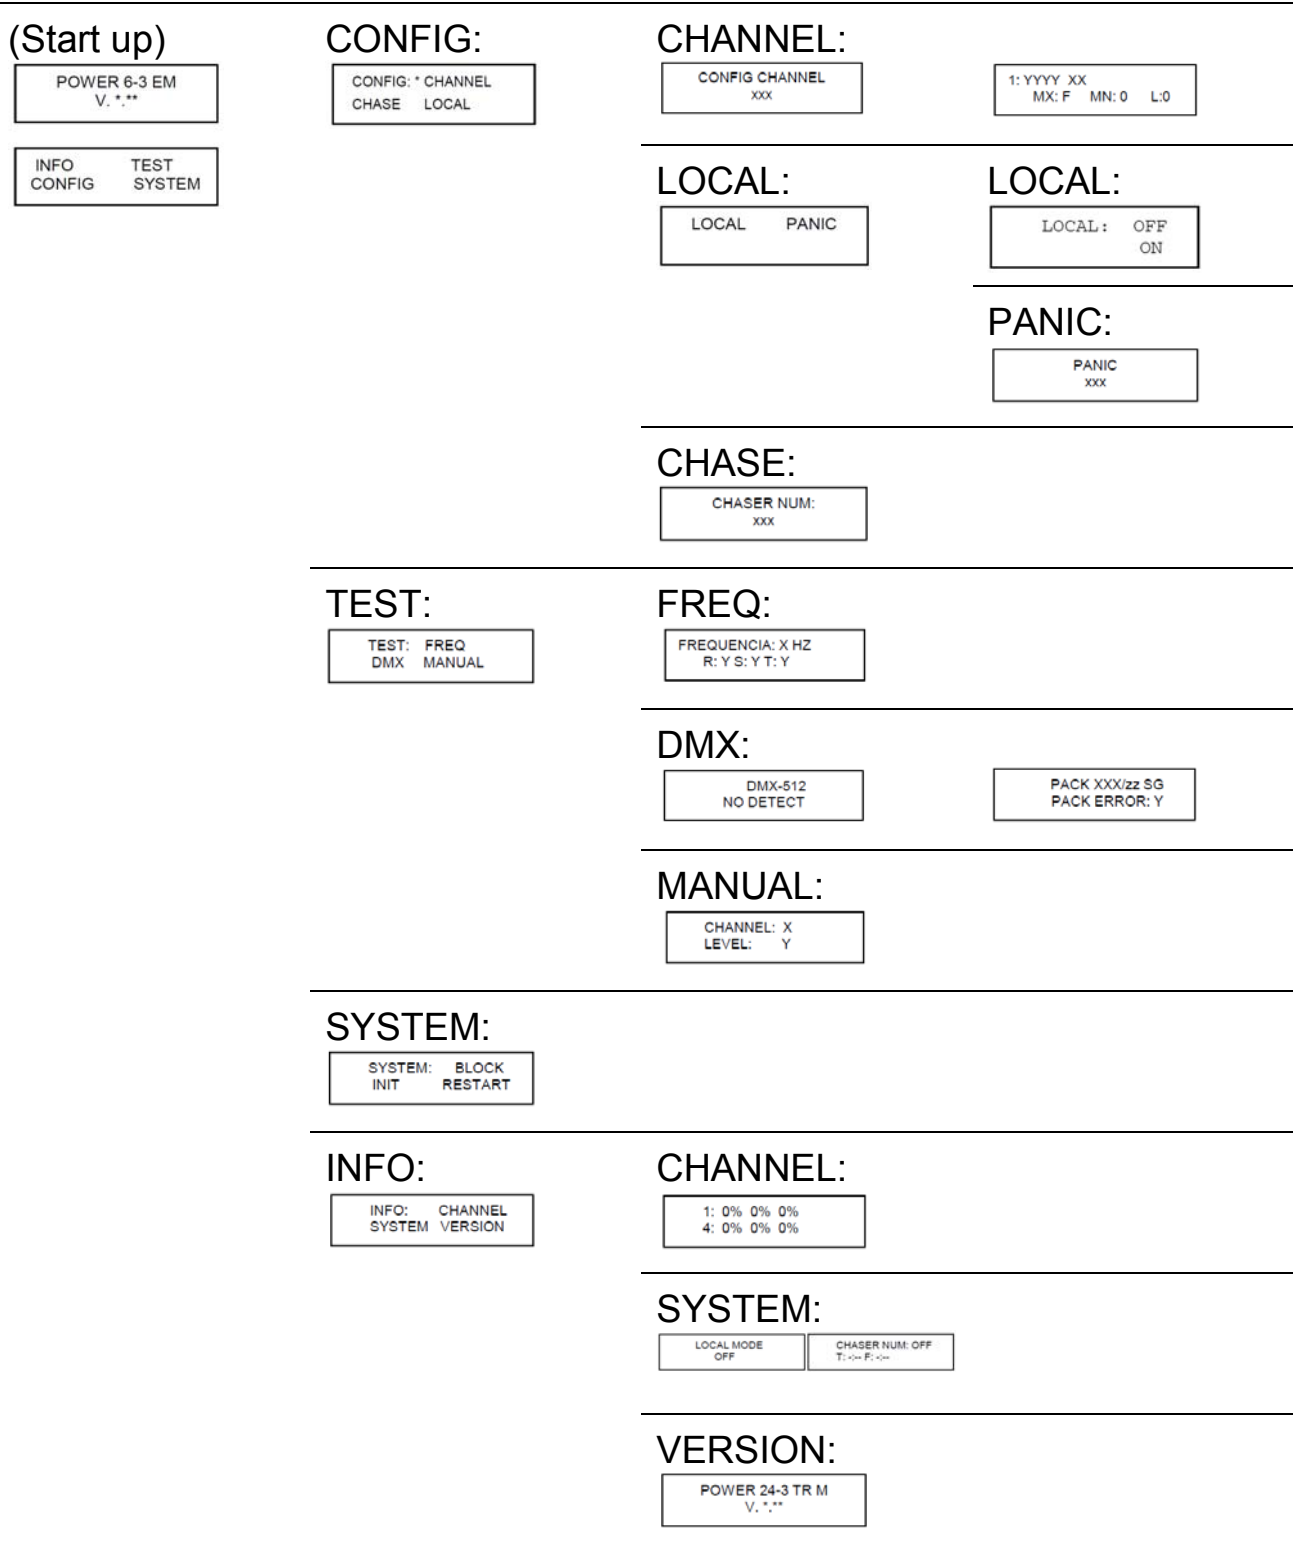 (Start up)
POWER 6-3 EM
V. *.**
INFO TEST
CONFIG SYSTEM
CONFIG:
CONFIG: * CHANNEL
CHASE LOCAL
CHANNEL:
CONFIG CHANNEL
xxx
1: YYYY XX
MX: F MN: 0 L:0
LOCAL:
LOCAL PANIC
LOCAL:
LOCAL: OFF
ON
PANIC:
PANIC
xxx
CHASE:
CHASER NUM:
xxx
TEST:
TEST: FREQ
DMX MANUAL
FREQ:
FREQUENCIA: X HZ
R: Y S: Y T: Y
DMX:
DMX-512
NO DETECT
PACK XXX/zz SG
PACK ERROR: Y
MANUAL:
CHANNEL: X
LEVEL: Y
SYSTEM:
SYSTEM: BLOCK
INIT RESTART
INFO:
INFO: CHANNEL
SYSTEM VERSION
CHANNEL:
1: 0% 0% 0%
4: 0% 0% 0%
SYSTEM:
LOCAL MODE
OFF
CHASER NUM: OFF
T: -:-- F: -:--
VERSION:
POWER 24-3 TR M
V. *.**